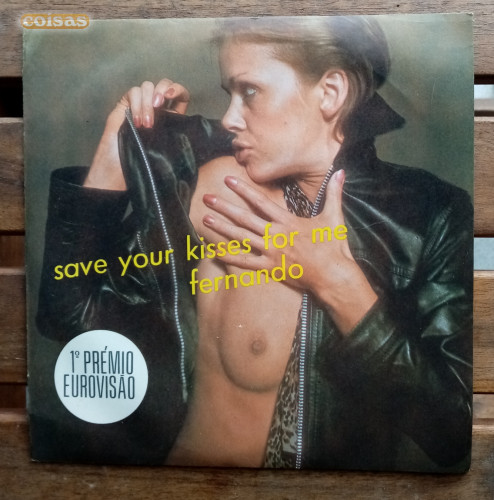 coisas
save your kisses for me
fernando
1º PRÉMIO
EUROVISÃO